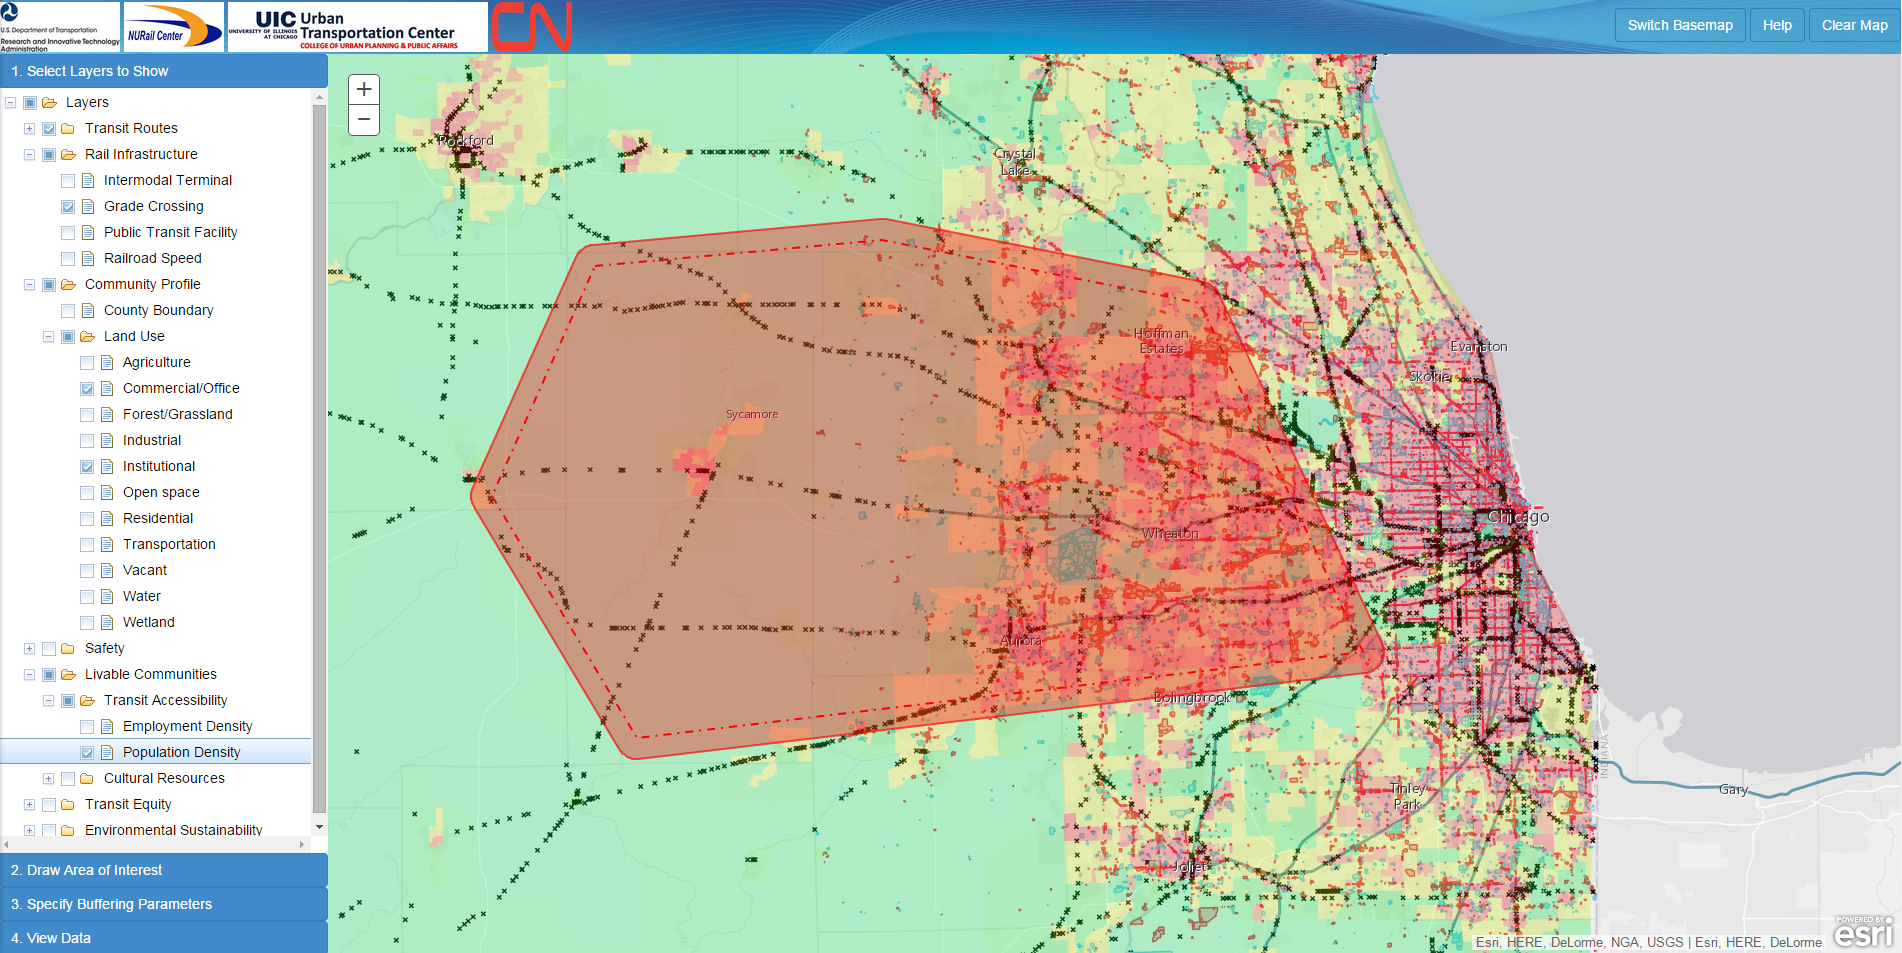 U.S. Department of Transportation
Research and Innovative Technology
Administration
NURail Center
UIC Urban
UNIVERSITY OF ILLINOIS
AT CHICAGO
Transportation Center
COLLEGE OF URBAN PLANNING & PUBLIC AFFAIRS
CN
Switch Basemap
Help
Clear Map
1. Select Layers to Show
Layers
Transit Routes
Rail Infrastructure
Intermodal Terminal
Grade Crossing
Public Transit Facility
Railroad Speed
Community Profile
County Boundary
Land Use
Agriculture
Commercial/Office
Forest/Grassland
Industrial
Institutional
Open space
Residential
Transportation
Vacant
Water
Wetland
Safety
Livable Communities
Transit Accessibility
Employment Density
Population Density
Cultural Resources
Transit Equity
Environmental Sustainability
2. Draw Area of Interest
3. Specify Buffering Parameters
4. View Data
+
−
Rockford
Crystal
Lake
Hoffman
Estates
Evanston
Skokie
Sycamore
Chicago
Wheaton
Aurora
Bolingbrook
INDIANA
Tinley
Park
Gary
Joliet
POWERED BY
esri
Esri, HERE, DeLorme, NGA, USGS | Esri, HERE, DeLorme